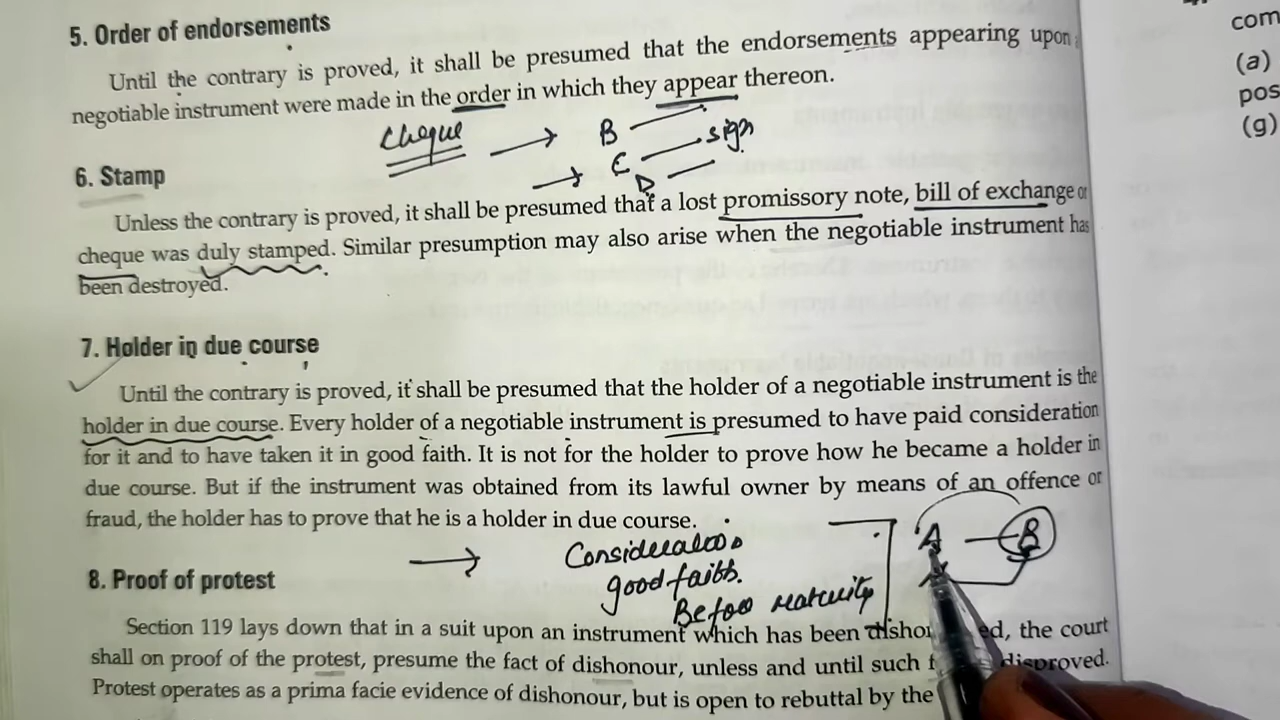 5. Order of endorsements
Until the contrary is proved, it shall be presumed that the endorsements appearing upon
negotiable instrument were made in the order in which they appear thereon.
cheque → B
sign
→ C
D
6. Stamp
Unless the contrary is proved, it shall be presumed that a lost promissory note, bill of exchange or
cheque was duly stamped. Similar presumption may also arise when the negotiable instrument has
been destroyed.
7. Holder in due course
Until the contrary is proved, it shall be presumed that the holder of a negotiable instrument is the
holder in due course. Every holder of a negotiable instrument is presumed to have paid consideration
for it and to have taken it in good faith. It is not for the holder to prove how he became a holder in
due course. But if the instrument was obtained from its lawful owner by means of an offence or
fraud, the holder has to prove that he is a holder in due course.
→ Consideration
good faith.
Before maturity
A B
8. Proof of protest
Section 119 lays down that in a suit upon an instrument which has been the court
shall on proof of the protest, presume the fact of dishonour, unless and until such disproved.
Protest operates as a prima facie evidence of dishonour, but is open to rebuttal by the
com
(a)
pos
(g)